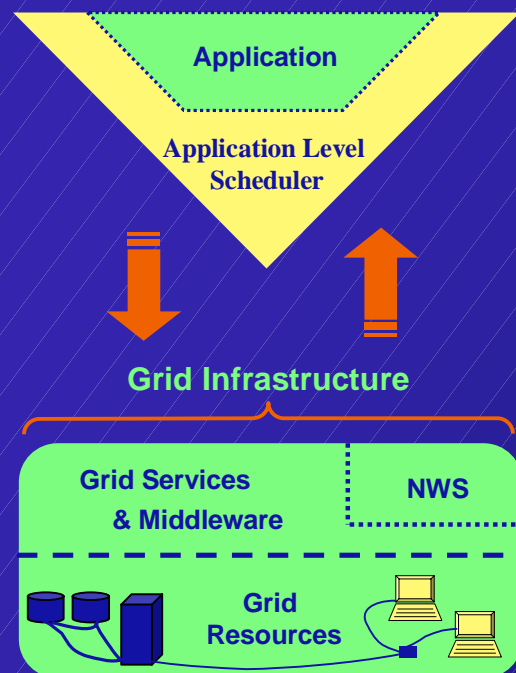 Application
Application Level
Scheduler
Grid Infrastructure
Grid Services
& Middleware
NWS
Grid
Resources